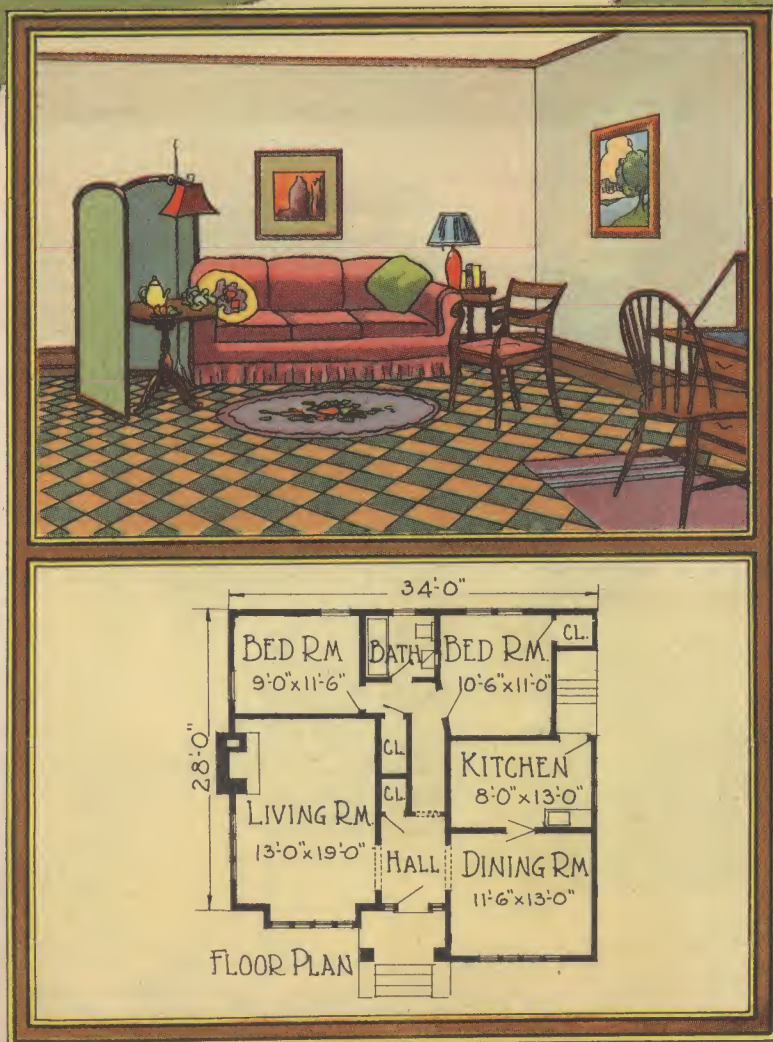 34'-0"
BED RM
9'-0"x11'-6"
BATH
BED RM.
10'-6"x11'-0"
CL.
28'-0"
CL.
CL.
KITCHEN
8'-0"x13'-0"
LIVING RM.
13'-0"x19'-0"
HALL
DINING RM
11'-6"x13'-0"
FLOOR PLAN